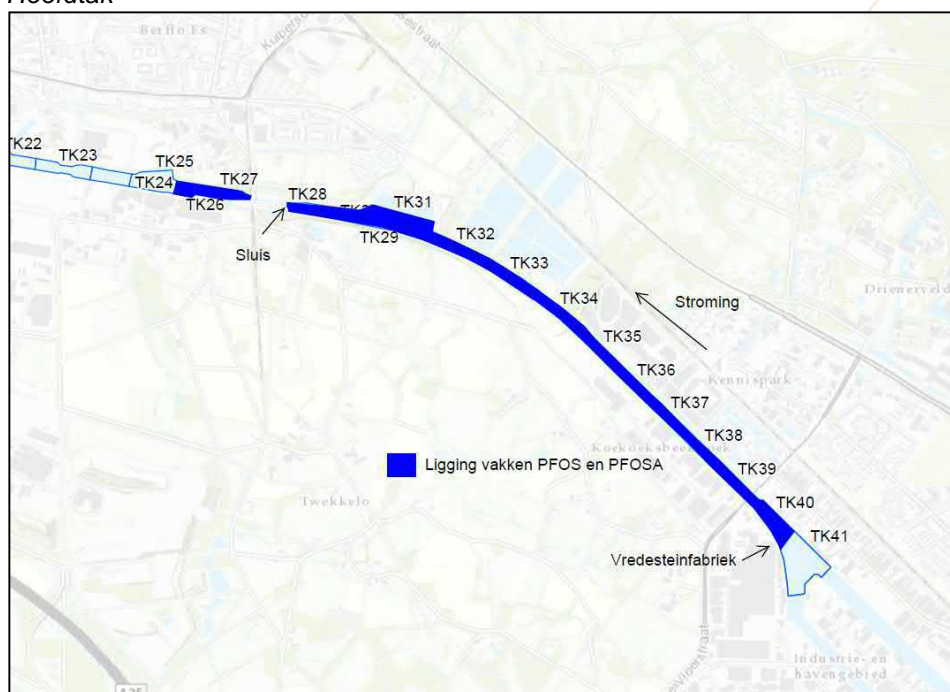 Hoofdtak
Berflo Es
TK22
TK23
TK25
TK24
TK27
TK26
TK28
TK31
TK29
TK32
Sluis
TK33
TK34
Stroming
Drienerveld
TK35
TK36
Kennispark
TK37
TK38
Ligging vakken PFOS en PFOSA
TK39
Twekkelo
TK40
TK41
Vredesteinfabriek
Industrie- en
havengebied
A35